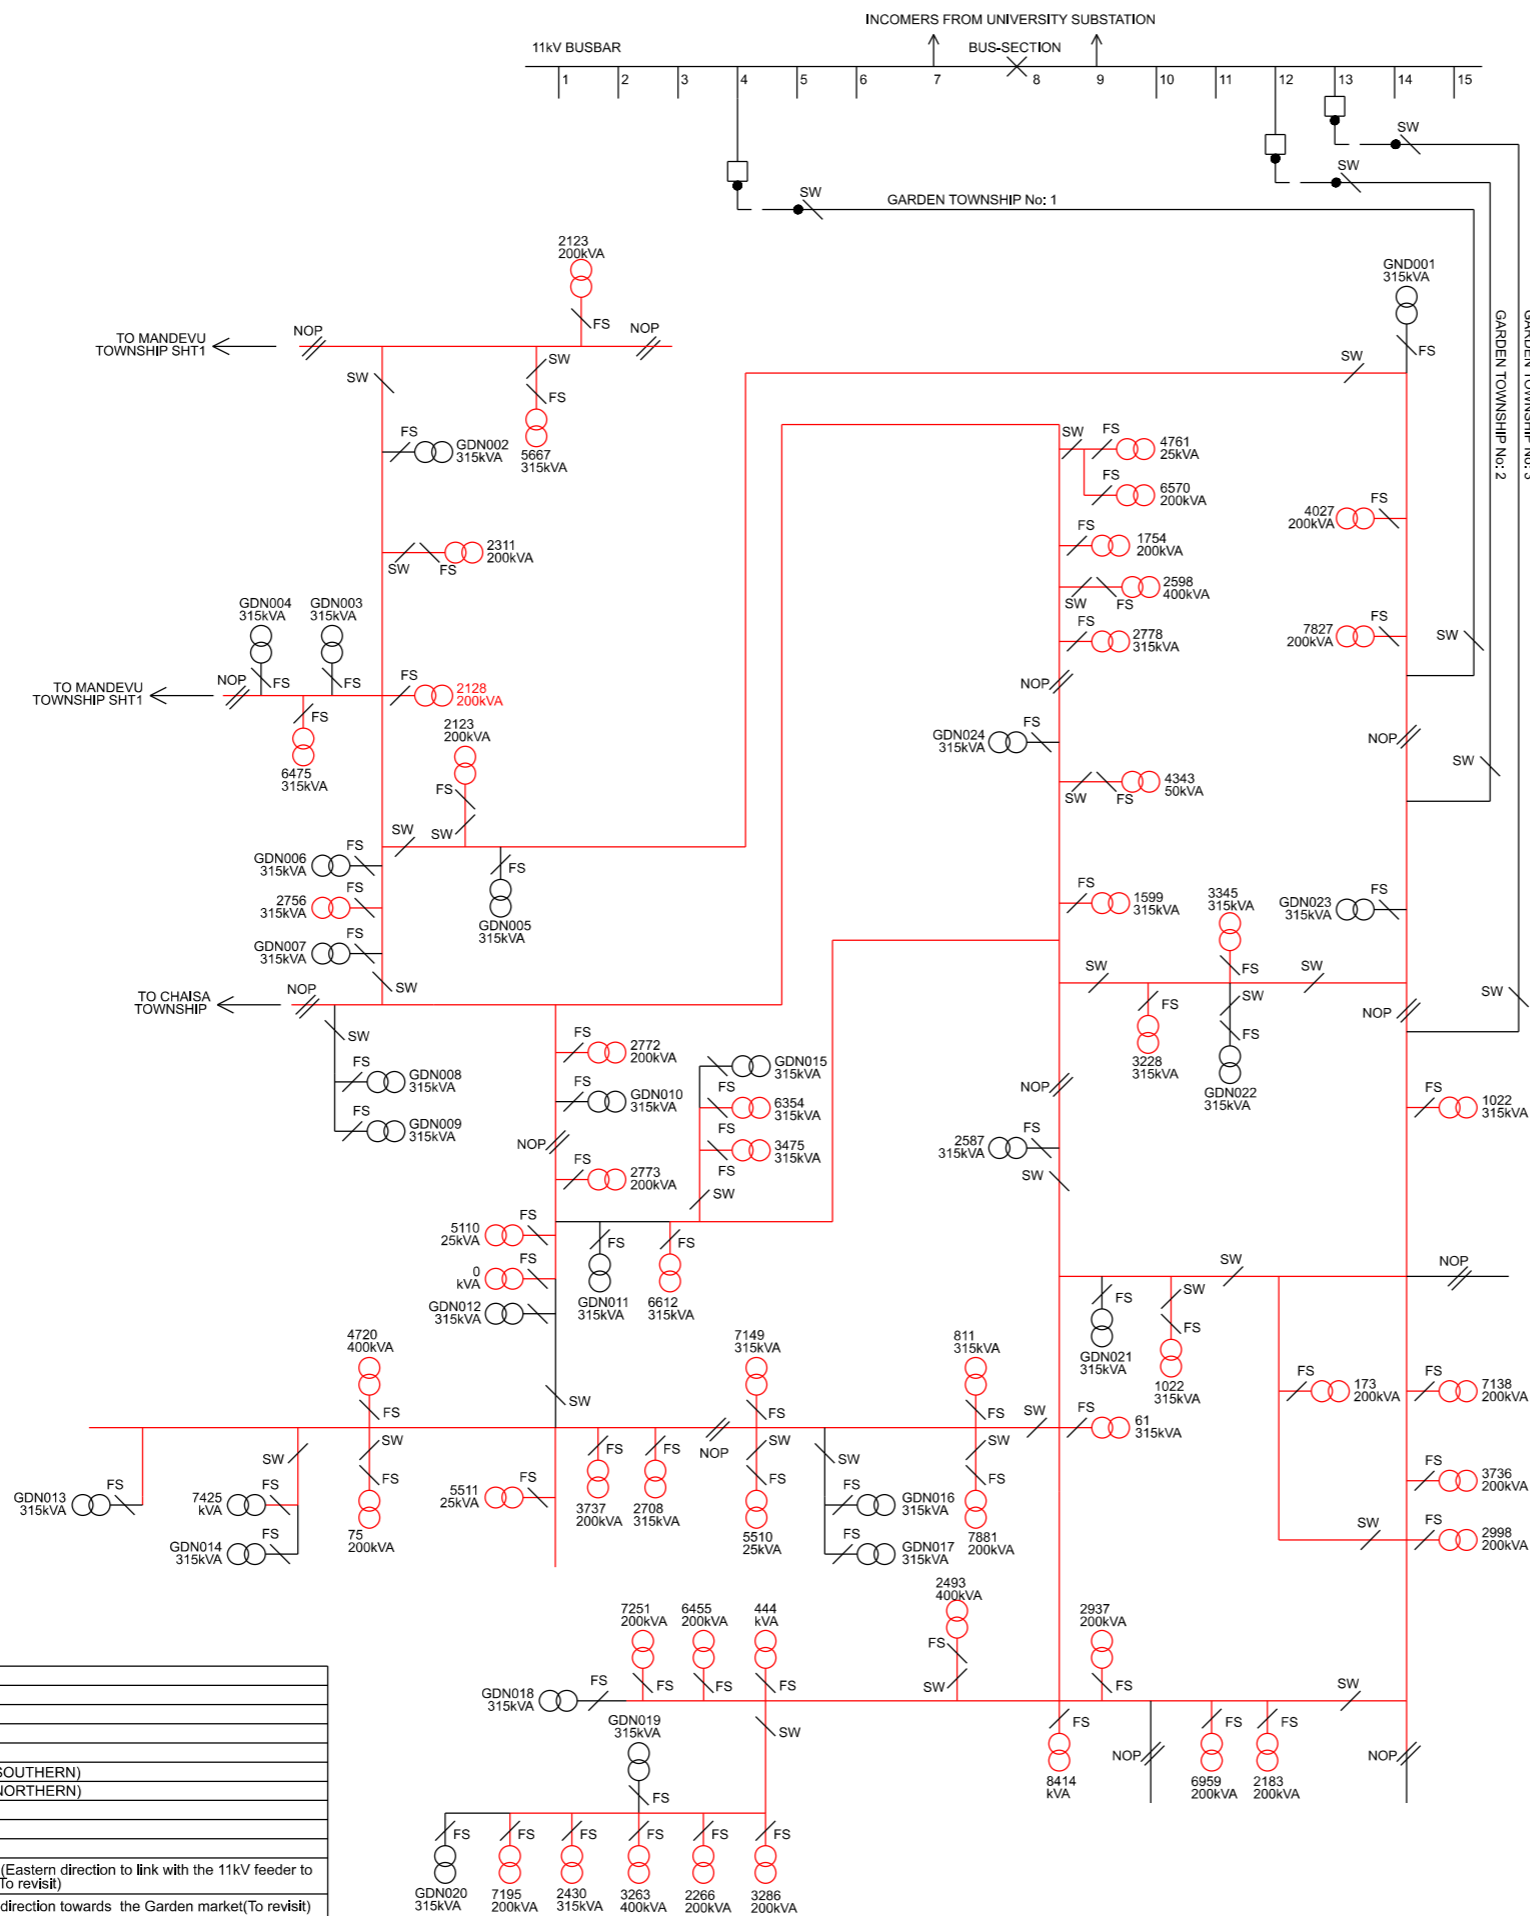 INCOMERS FROM UNIVERSITY SUBSTATION
11kV BUSBAR
BUS-SECTION
1 2 3 4 5 6 7 8 9 10 11 12 13 14 15
SW
SW
SW
GARDEN TOWNSHIP No: 1
GARDEN TOWNSHIP No: 2
GARDEN TOWNSHIP No: 3
2123
200kVA
FS
TO MANDEVU
TOWNSHIP SHT1
NOP
NOP
SW
SW
FS
5667
315kVA
FS
GDN002
315kVA
GND001
315kVA
FS
SW
SW
FS
4761
25kVA
FS
6570
200kVA
FS
1754
200kVA
SW
FS
2598
400kVA
FS
2778
315kVA
NOP
4027
200kVA
FS
7827
200kVA
FS
SW
SW
FS
2311
200kVA
GDN004
315kVA
GDN003
315kVA
TO MANDEVU
TOWNSHIP SHT1
NOP
FS
FS
FS
2128
200kVA
FS
6475
315kVA
2123
200kVA
FS
SW
SW
GDN024
315kVA
FS
SW
FS
4343
50kVA
NOP
SW
GDN006
315kVA
FS
2756
315kVA
FS
GDN007
315kVA
FS
SW
FS
GDN005
315kVA
FS
1599
315kVA
3345
315kVA
FS
GDN023
315kVA
FS
SW
SW
FS
3228
315kVA
SW
FS
GDN022
315kVA
SW
NOP
TO CHAISA
TOWNSHIP
NOP
SW
FS
GDN008
315kVA
FS
GDN009
315kVA
FS
2772
200kVA
FS
GDN010
315kVA
NOP
FS
2773
200kVA
GDN015
315kVA
FS
6354
315kVA
FS
3475
315kVA
FS
SW
NOP
2587
315kVA
FS
SW
FS
1022
315kVA
5110
25kVA
FS
0
kVA
FS
GDN012
315kVA
FS
GDN011
315kVA
FS
6612
315kVA
SW
NOP
FS
GDN021
315kVA
SW
FS
1022
315kVA
4720
400kVA
FS
SW
7149
315kVA
FS
811
315kVA
FS
SW
FS
61
315kVA
FS
173
200kVA
FS
7138
200kVA
GDN013
315kVA
FS
SW
7425
kVA
FS
GDN014
315kVA
FS
SW
FS
75
200kVA
5511
25kVA
FS
FS
3737
200kVA
FS
2708
315kVA
NOP
SW
FS
5510
25kVA
SW
FS
GDN016
315kVA
FS
GDN017
315kVA
SW
FS
7881
200kVA
FS
3736
200kVA
SW
FS
2998
200kVA
7251
200kVA
FS
6455
200kVA
FS
444
kVA
FS
2493
400kVA
FS
SW
2937
200kVA
FS
SW
GDN018
315kVA
FS
SW
GDN019
315kVA
FS
FS
8414
kVA
NOP
FS
6959
200kVA
FS
2183
200kVA
NOP
FS
GDN020
315kVA
FS
7195
200kVA
FS
2430
315kVA
FS
3263
400kVA
FS
2266
200kVA
FS
3286
200kVA
SOUTHERN)
NORTHERN)
(Eastern direction to link with the 11kV feeder to
To revisit)
direction towards the Garden market(To revisit)